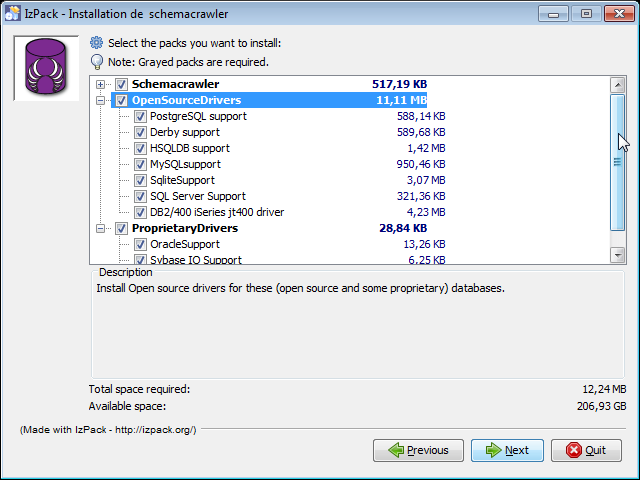 IzPack - Installation de schemacrawler
Select the packs you want to install:
Note: Grayed packs are required.
Schemacrawler 517,19 KB
OpenSourceDrivers 11,11 MB
PostgreSQL support 588,14 KB
Derby support 589,68 KB
HSQLDB support 1,42 MB
MySQLsupport 950,46 KB
SqliteSupport 3,07 MB
SQL Server Support 321,36 KB
DB2/400 iSeries jt400 driver 4,23 MB
ProprietaryDrivers 28,84 KB
OracleSupport 13,26 KB
Sybase IQ Support 6,25 KB
Description
Install Open source drivers for these (open source and some proprietary) databases.
Total space required: 12,24 MB
Available space: 206,93 GB
(Made with IzPack - http://izpack.org/)
Previous Next Quit